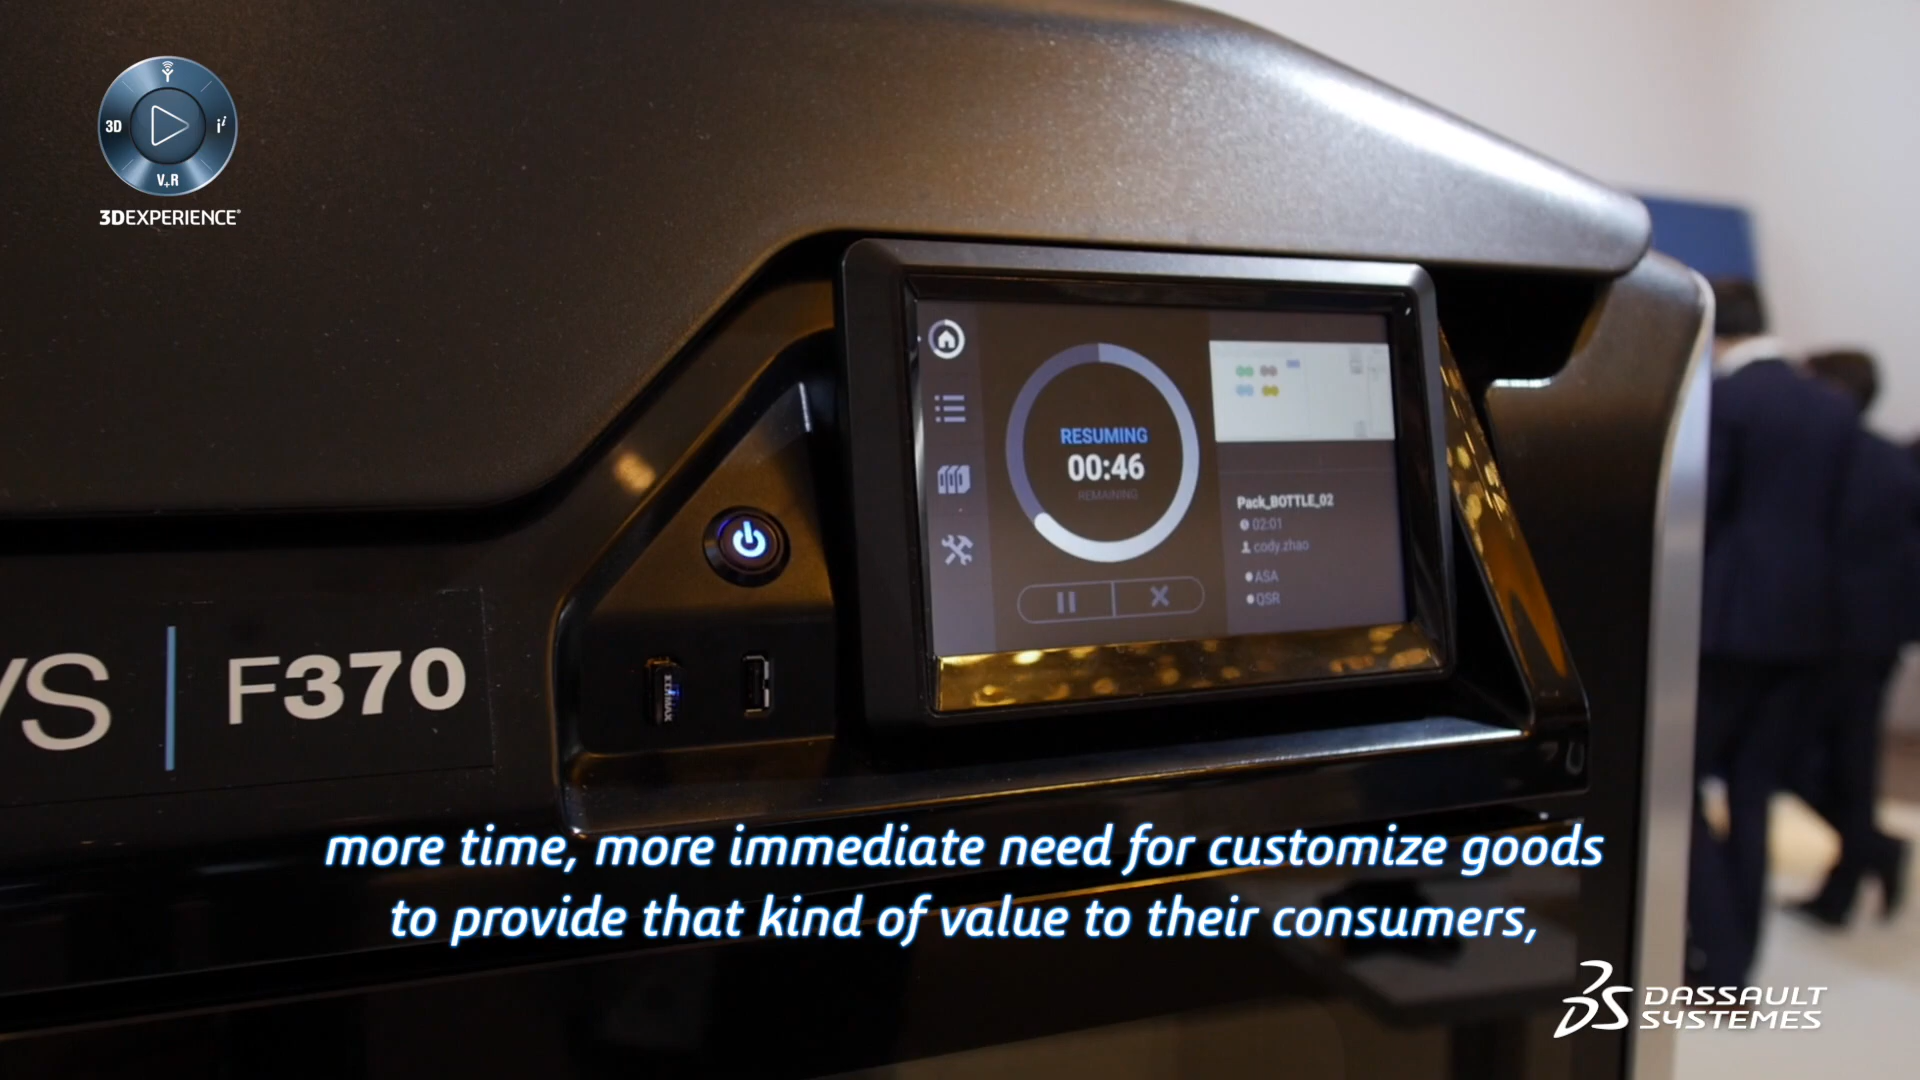 3D
V+R
3DEXPERIENCE
RESUMING
00:46
REMAINING
Pack_BOTTLE_02
02:01
cody.zhao
ASA
QSR
YS | F370
more time, more immediate need for customize goods
to provide that kind of value to their consumers,
DASSAULT
SYSTEMES